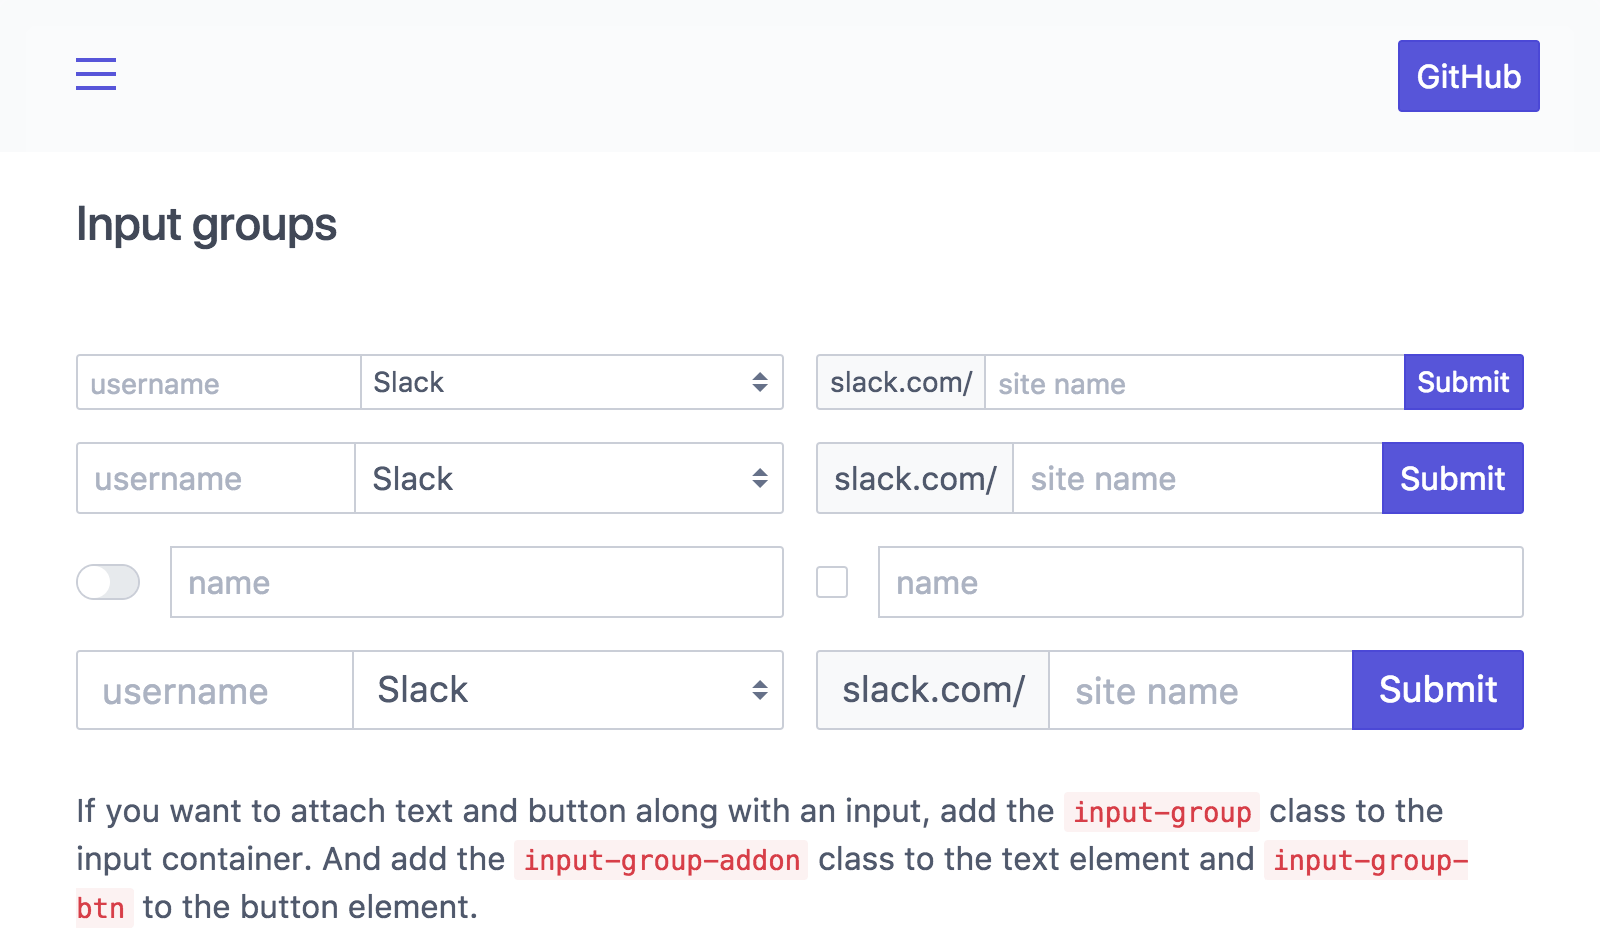 GitHub
Input groups
username Slack slack.com/ site name Submit
username Slack slack.com/ site name Submit
name name
username Slack slack.com/ site name Submit
If you want to attach text and button along with an input, add the input-group class to the
input container. And add the input-group-addon class to the text element and input-group-
btn to the button element.